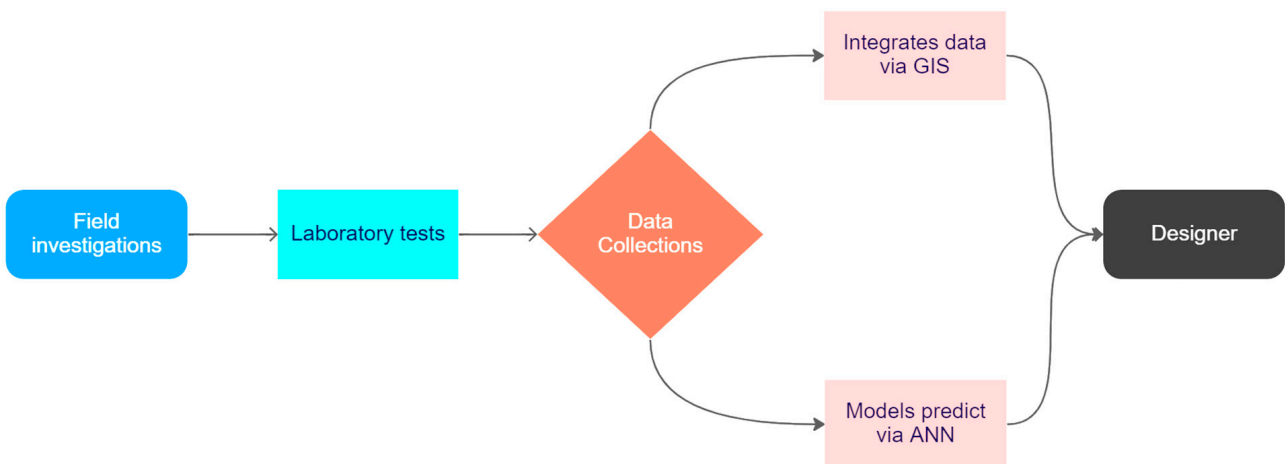 Field
investigations
Laboratory tests
Data
Collections
Integrates data
via GIS
Models predict
via ANN
Designer